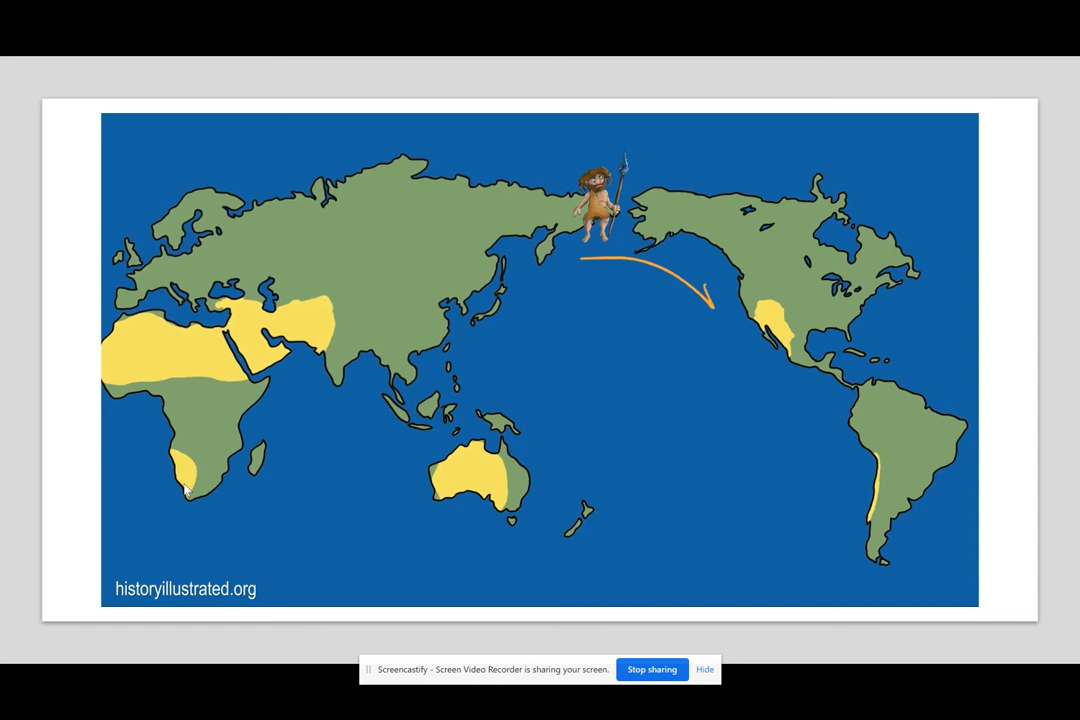 historyillustrated.org
Screencastify - Screen Video Recorder is sharing your screen. Stop sharing Hide